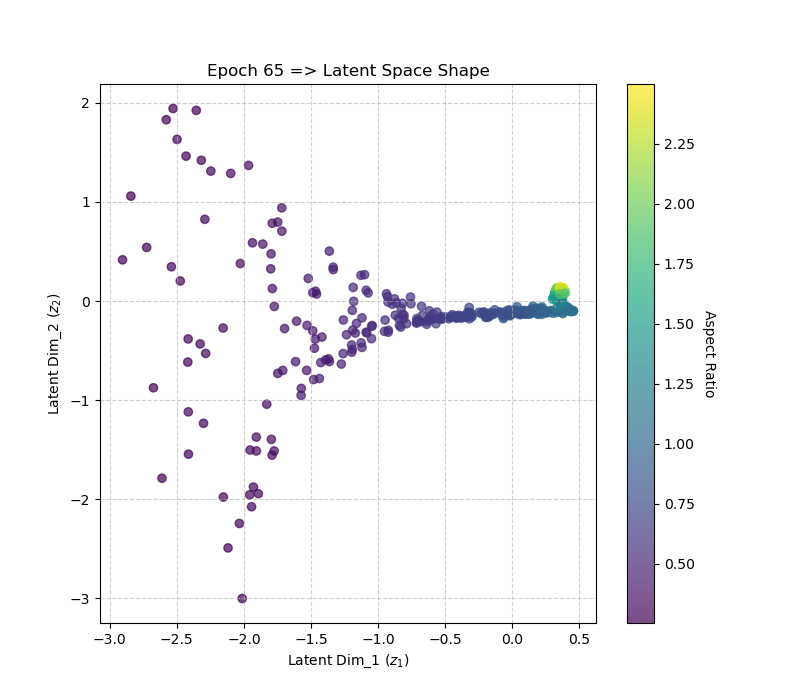 Epoch 65 => Latent Space Shape
2
1
0
−1
−2
−3
Latent Dim_2 (z₂)
−3.0 −2.5 −2.0 −1.5 −1.0 −0.5 0.0 0.5
Latent Dim_1 (z₁)
2.25
2.00
1.75
1.50
1.25
1.00
0.75
0.50
Aspect Ratio